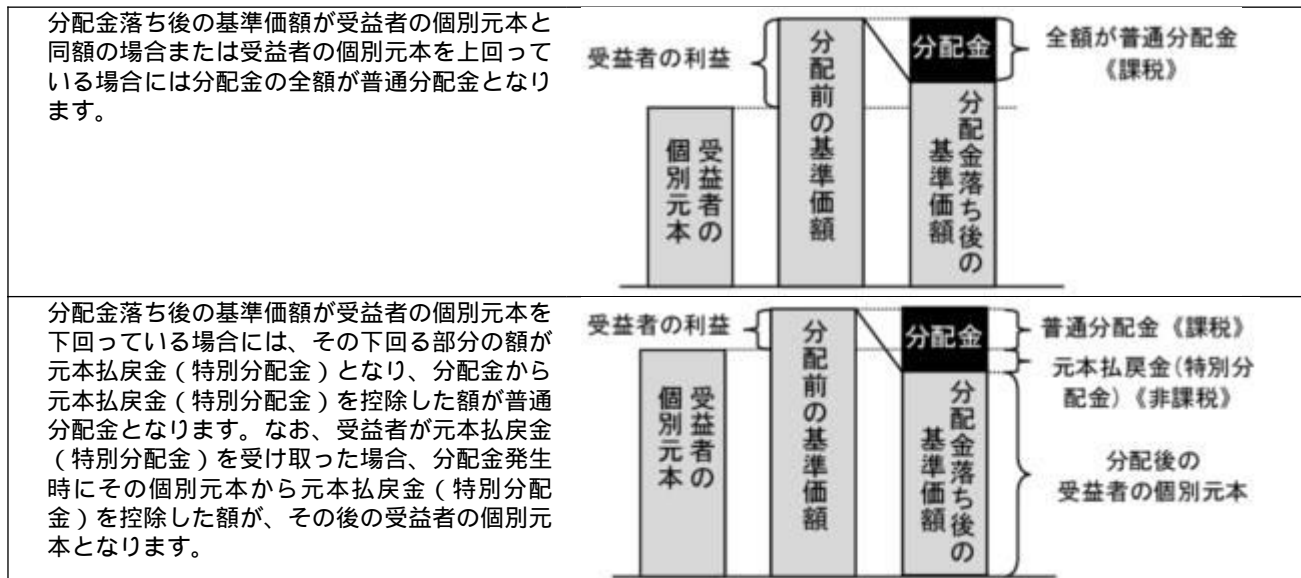 分配金落ち後の基準価額が受益者の個別元本と
同額の場合または受益者の個別元本を上回って
いる場合には分配金の全額が普通分配金となり
ます。
受益者の利益
受益者の
個別元本
分配前の基準価額
分配金
分配金落ち後の
基準価額
全額が普通分配金
《課税》
分配金落ち後の基準価額が受益者の個別元本を
下回っている場合には、その下回る部分の額が
元本払戻金(特別分配金)となり、分配金から
元本払戻金(特別分配金)を控除した額が普通
分配金となります。なお、受益者が元本払戻金
(特別分配金)を受け取った場合、分配金発生
時にその個別元本から元本払戻金(特別分配
金)を控除した額が、その後の受益者の個別元
本となります。
受益者の利益
受益者の
個別元本
分配前の基準価額
分配金
分配金落ち後の
基準価額
普通分配金《課税》
元本払戻金(特別分
配金)《非課税》
分配後の
受益者の個別元本